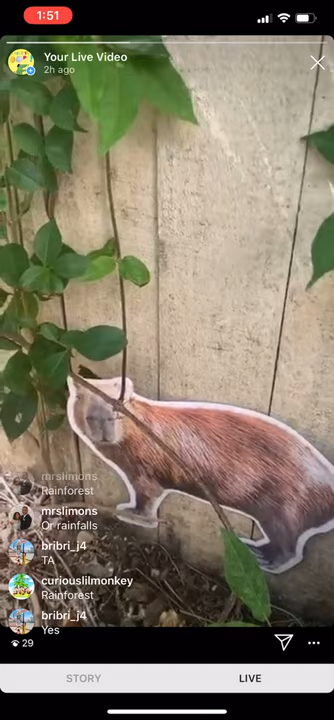 1:51
Your Live Video
2h ago
mrslimons
Rainforest
mrslimons
Or rainfalls
bribri_j4
TA
curiouslilmonkey
Rainforest
bribri_j4
Yes
29
STORY
LIVE